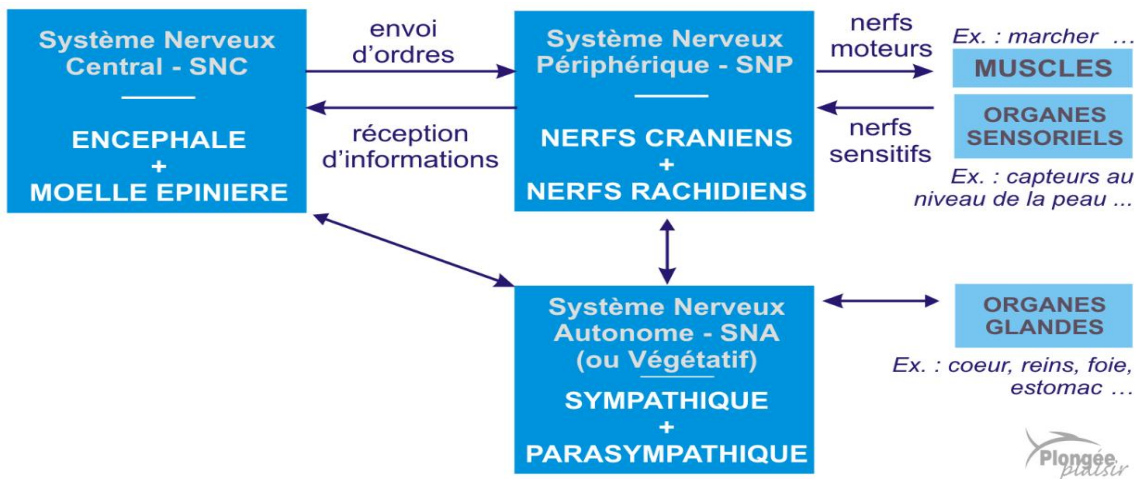 Système Nerveux
Central - SNC
ENCEPHALE
+
MOELLE EPINIERE
envoi
d'ordres
réception
d'informations
Système Nerveux
Périphérique - SNP
NERFS CRANIENS
+
NERFS RACHIDIENS
nerfs
moteurs
nerfs
sensitifs
Ex. : marcher ...
MUSCLES
ORGANES
SENSORIELS
Ex. : capteurs au
niveau de la peau ...
Système Nerveux
Autonome - SNA
(ou Végétatif)
SYMPATHIQUE
+
PARASYMPATHIQUE
ORGANES
GLANDES
Ex. : coeur, reins, foie,
estomac ...
Plongée
plaisir